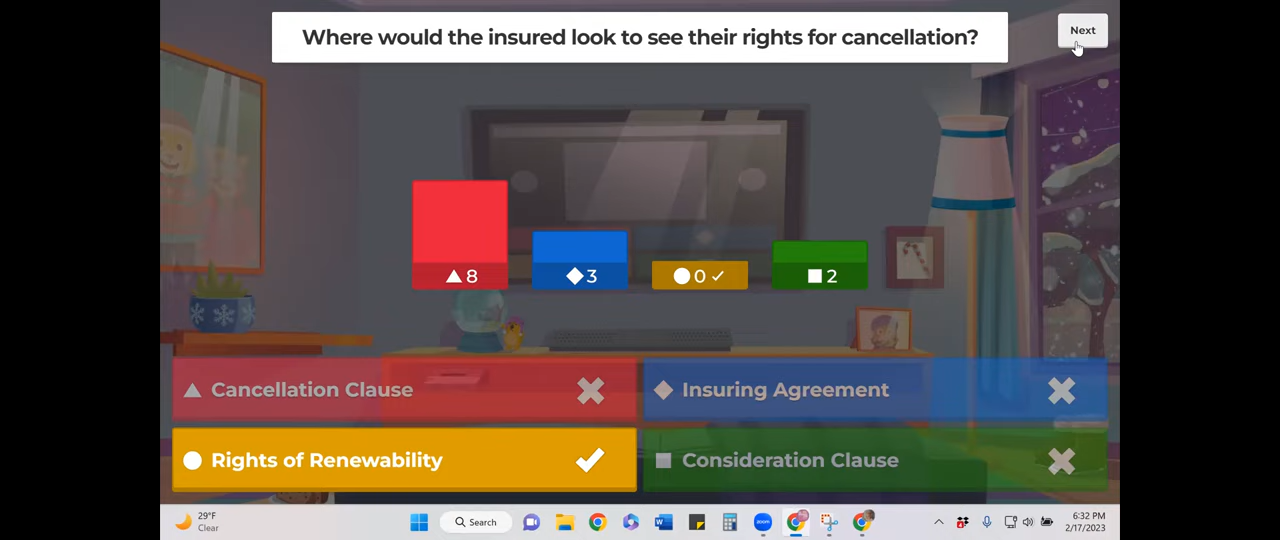 Where would the insured look to see their rights for cancellation?
Next
8
3
0
2
Cancellation Clause
Insuring Agreement
Rights of Renewability
Consideration Clause
29°F
Clear
Search
zoom
6:32 PM
2/17/2023